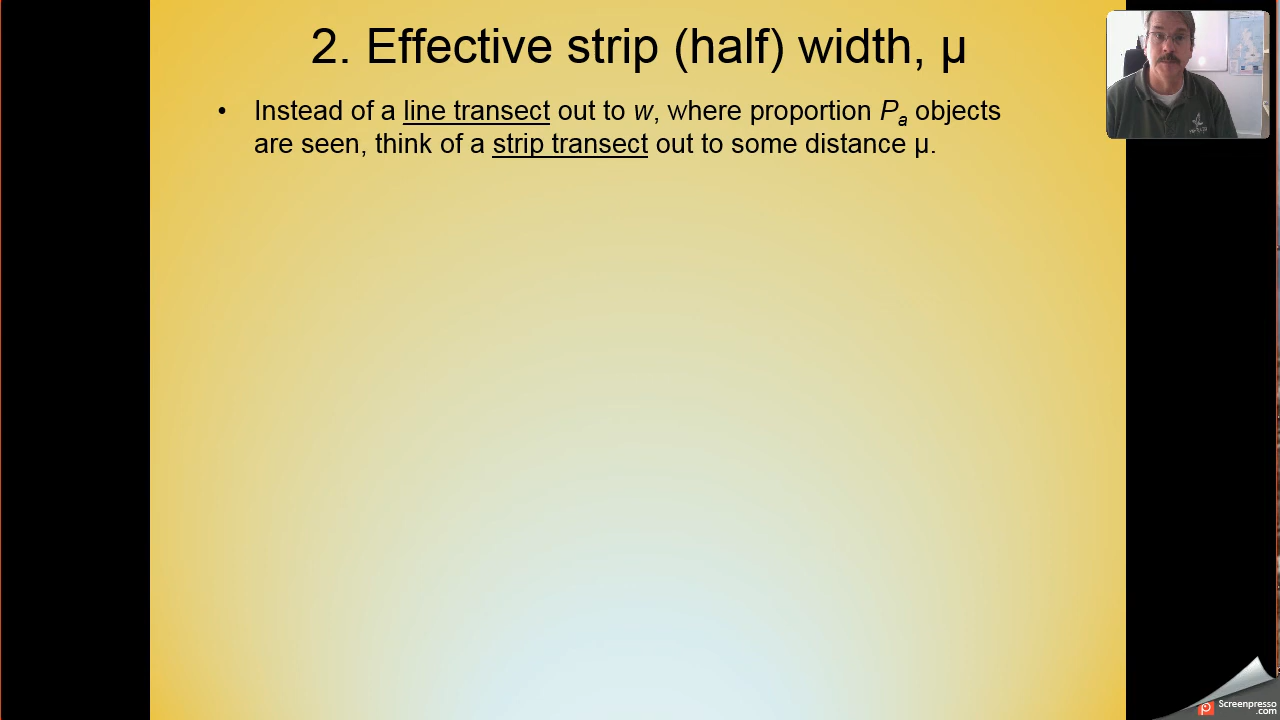 2. Effective strip (half) width, µ
• Instead of a line transect out to w, where proportion Pa objects
are seen, think of a strip transect out to some distance µ.
Screenpresso
.com